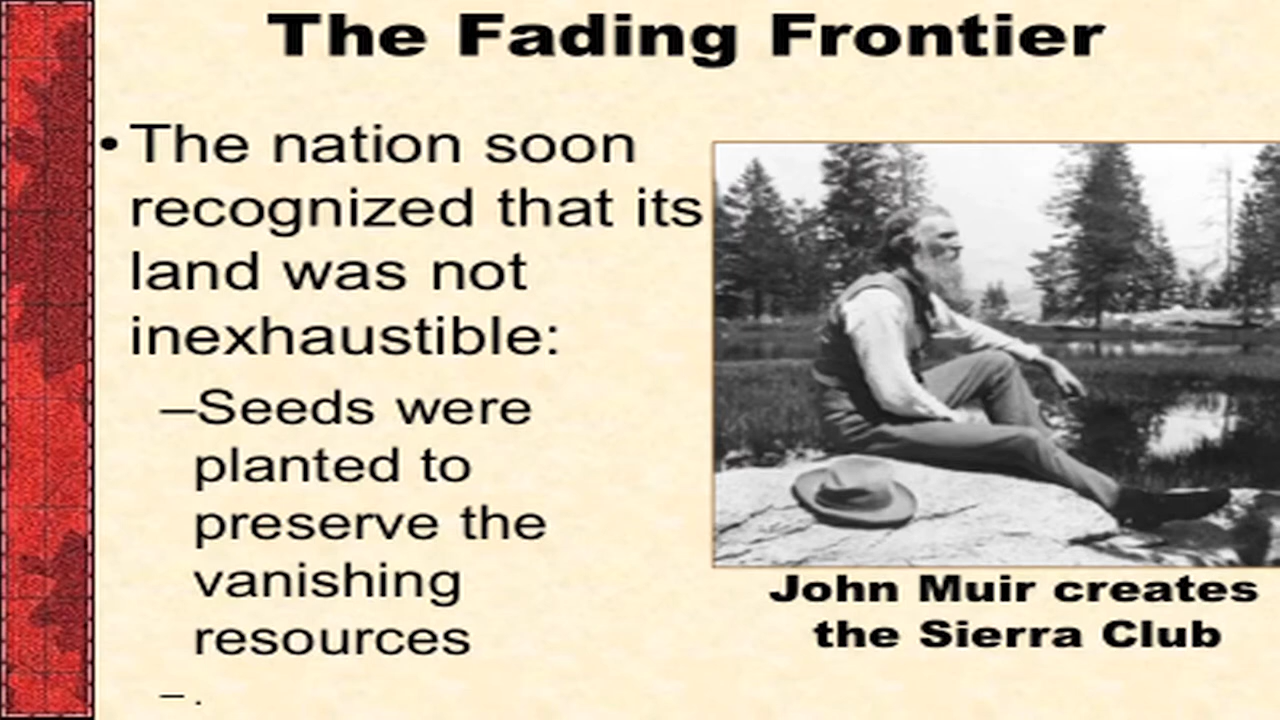 The Fading Frontier
• The nation soon
recognized that its
land was not
inexhaustible:
–Seeds were
planted to
preserve the
vanishing
resources
– .
John Muir creates
the Sierra Club